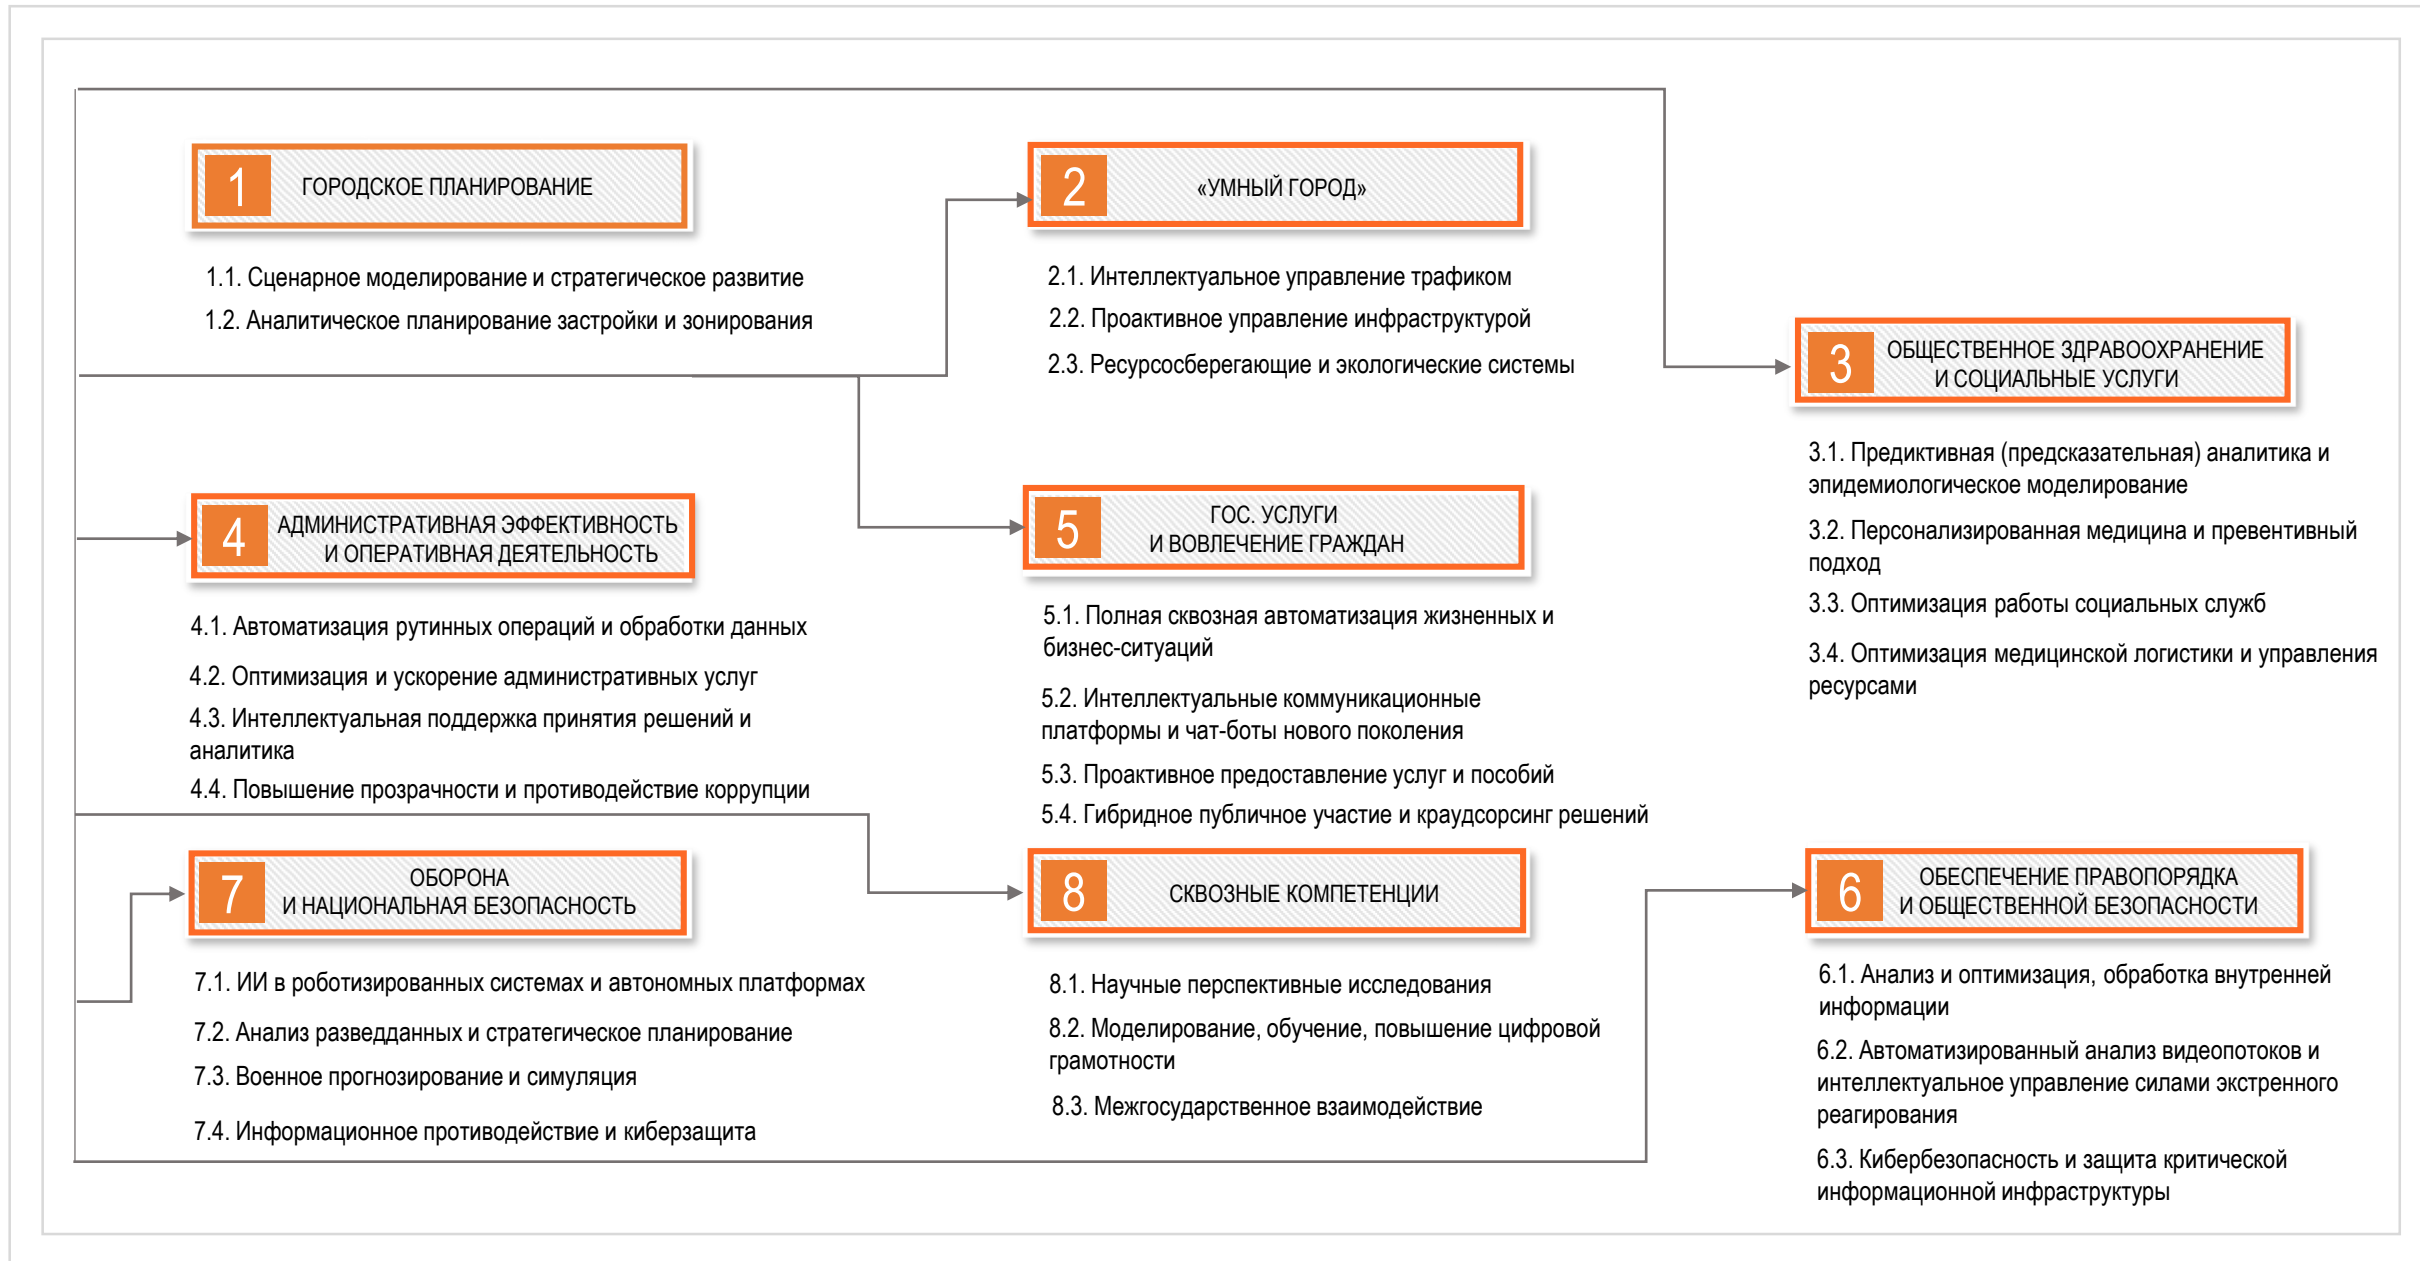 1
ГОРОДСКОЕ ПЛАНИРОВАНИЕ
1.1. Сценарное моделирование и стратегическое развитие
1.2. Аналитическое планирование застройки и зонирования
2
«УМНЫЙ ГОРОД»
2.1. Интеллектуальное управление трафиком
2.2. Проактивное управление инфраструктурой
2.3. Ресурсосберегающие и экологические системы
3
ОБЩЕСТВЕННОЕ ЗДРАВООХРАНЕНИЕ
И СОЦИАЛЬНЫЕ УСЛУГИ
3.1. Предиктивная (предсказательная) аналитика и
эпидемиологическое моделирование
3.2. Персонализированная медицина и превентивный
подход
3.3. Оптимизация работы социальных служб
3.4. Оптимизация медицинской логистики и управления
ресурсами
4
АДМИНИСТРАТИВНАЯ ЭФФЕКТИВНОСТЬ
И ОПЕРАТИВНАЯ ДЕЯТЕЛЬНОСТЬ
4.1. Автоматизация рутинных операций и обработки данных
4.2. Оптимизация и ускорение административных услуг
4.3. Интеллектуальная поддержка принятия решений и
аналитика
4.4. Повышение прозрачности и противодействие коррупции
5
ГОС. УСЛУГИ
И ВОВЛЕЧЕНИЕ ГРАЖДАН
5.1. Полная сквозная автоматизация жизненных и
бизнес-ситуаций
5.2. Интеллектуальные коммуникационные
платформы и чат-боты нового поколения
5.3. Проактивное предоставление услуг и пособий
5.4. Гибридное публичное участие и краудсорсинг решений
7
ОБОРОНА
И НАЦИОНАЛЬНАЯ БЕЗОПАСНОСТЬ
7.1. ИИ в роботизированных системах и автономных платформах
7.2. Анализ разведданных и стратегическое планирование
7.3. Военное прогнозирование и симуляция
7.4. Информационное противодействие и киберзащита
8
СКВОЗНЫЕ КОМПЕТЕНЦИИ
8.1. Научные перспективные исследования
8.2. Моделирование, обучение, повышение цифровой
грамотности
8.3. Межгосударственное взаимодействие
6
ОБЕСПЕЧЕНИЕ ПРАВОПОРЯДКА
И ОБЩЕСТВЕННОЙ БЕЗОПАСНОСТИ
6.1. Анализ и оптимизация, обработка внутренней
информации
6.2. Автоматизированный анализ видеопотоков и
интеллектуальное управление силами экстренного
реагирования
6.3. Кибербезопасность и защита критической
информационной инфраструктуры